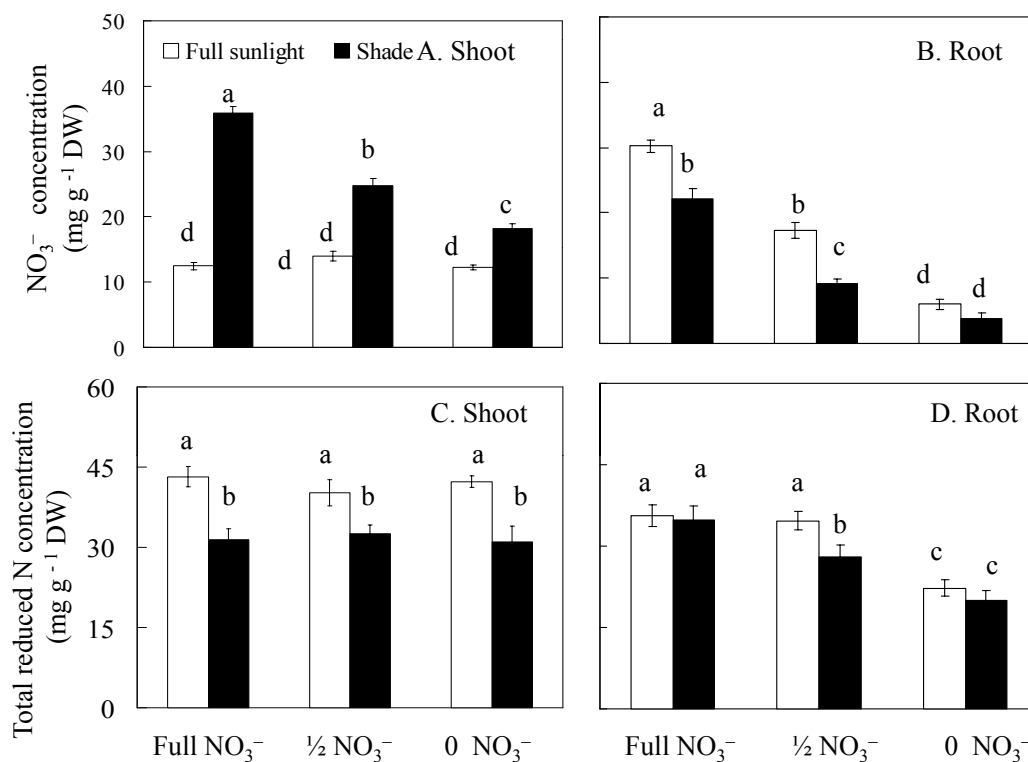 NO₃⁻ concentration
(mg g⁻¹ DW)
50
40
30
20
10
0
Full sunlight Shade A. Shoot
a
b
c
d
d
d
d
B. Root
a
b
b
c
d
d
Total reduced N concentration
(mg g⁻¹ DW)
60
45
30
15
0
C. Shoot
a
b
a
b
a
b
Full NO₃⁻ ½ NO₃⁻ 0 NO₃⁻
D. Root
a
a
a
b
c
c
Full NO₃⁻ ½ NO₃⁻ 0 NO₃⁻